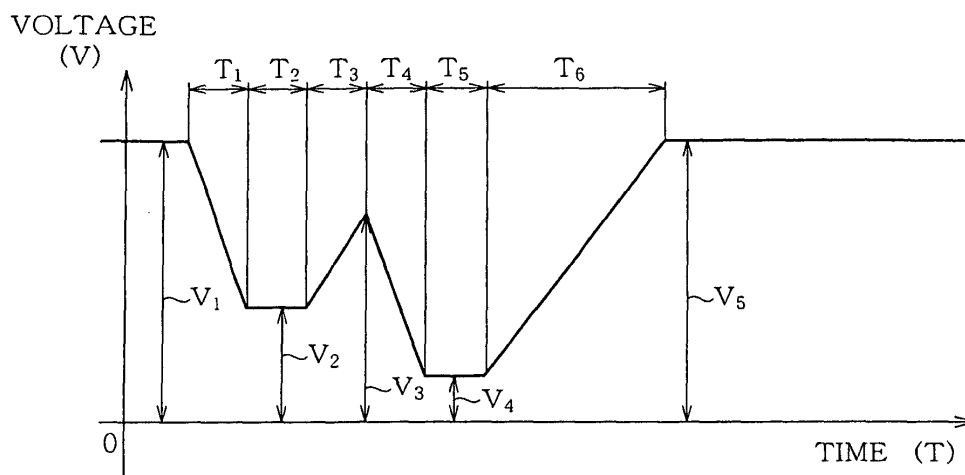 VOLTAGE
(V)
T1 T2 T3 T4 T5 T6
V1
V2
V3
V4
V5
0
TIME (T)